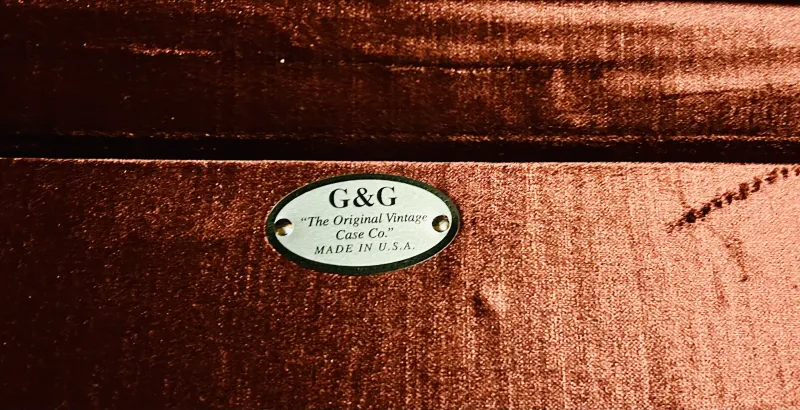 G&G
"The Original Vintage
Case Co."
MADE IN U.S.A.